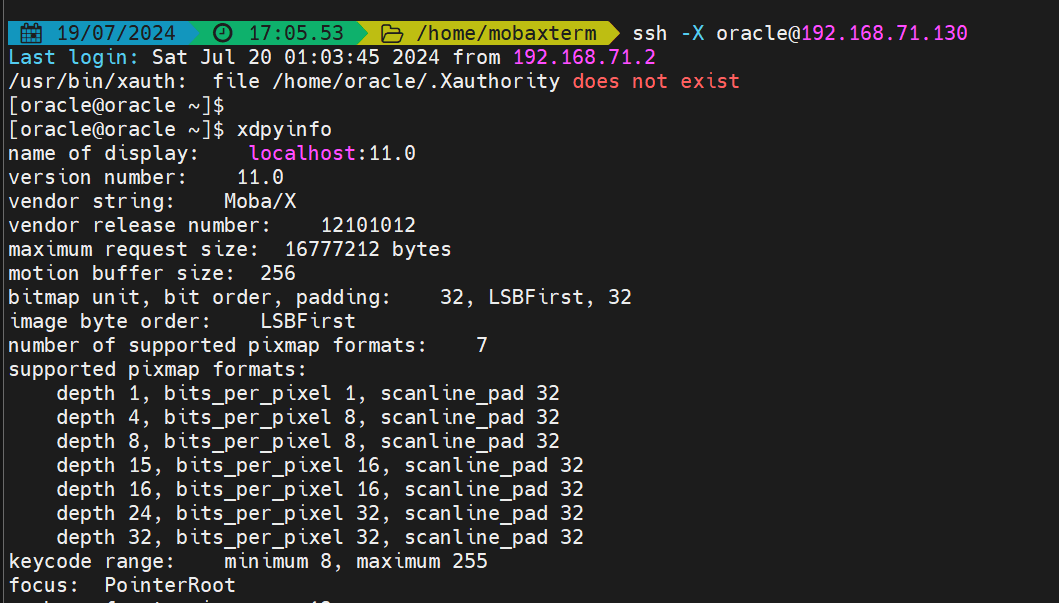 19/07/2024 17:05.53 /home/mobaxterm ssh -X oracle@192.168.71.130
Last login: Sat Jul 20 01:03:45 2024 from 192.168.71.2
/usr/bin/xauth:  file /home/oracle/.Xauthority does not exist
[oracle@oracle ~]$
[oracle@oracle ~]$ xdpyinfo
name of display:    localhost:11.0
version number:    11.0
vendor string:    Moba/X
vendor release number:    12101012
maximum request size:  16777212 bytes
motion buffer size:  256
bitmap unit, bit order, padding:    32, LSBFirst, 32
image byte order:    LSBFirst
number of supported pixmap formats:    7
supported pixmap formats:
    depth 1, bits_per_pixel 1, scanline_pad 32
    depth 4, bits_per_pixel 8, scanline_pad 32
    depth 8, bits_per_pixel 8, scanline_pad 32
    depth 15, bits_per_pixel 16, scanline_pad 32
    depth 16, bits_per_pixel 16, scanline_pad 32
    depth 24, bits_per_pixel 32, scanline_pad 32
    depth 32, bits_per_pixel 32, scanline_pad 32
keycode range:    minimum 8, maximum 255
focus:  PointerRoot